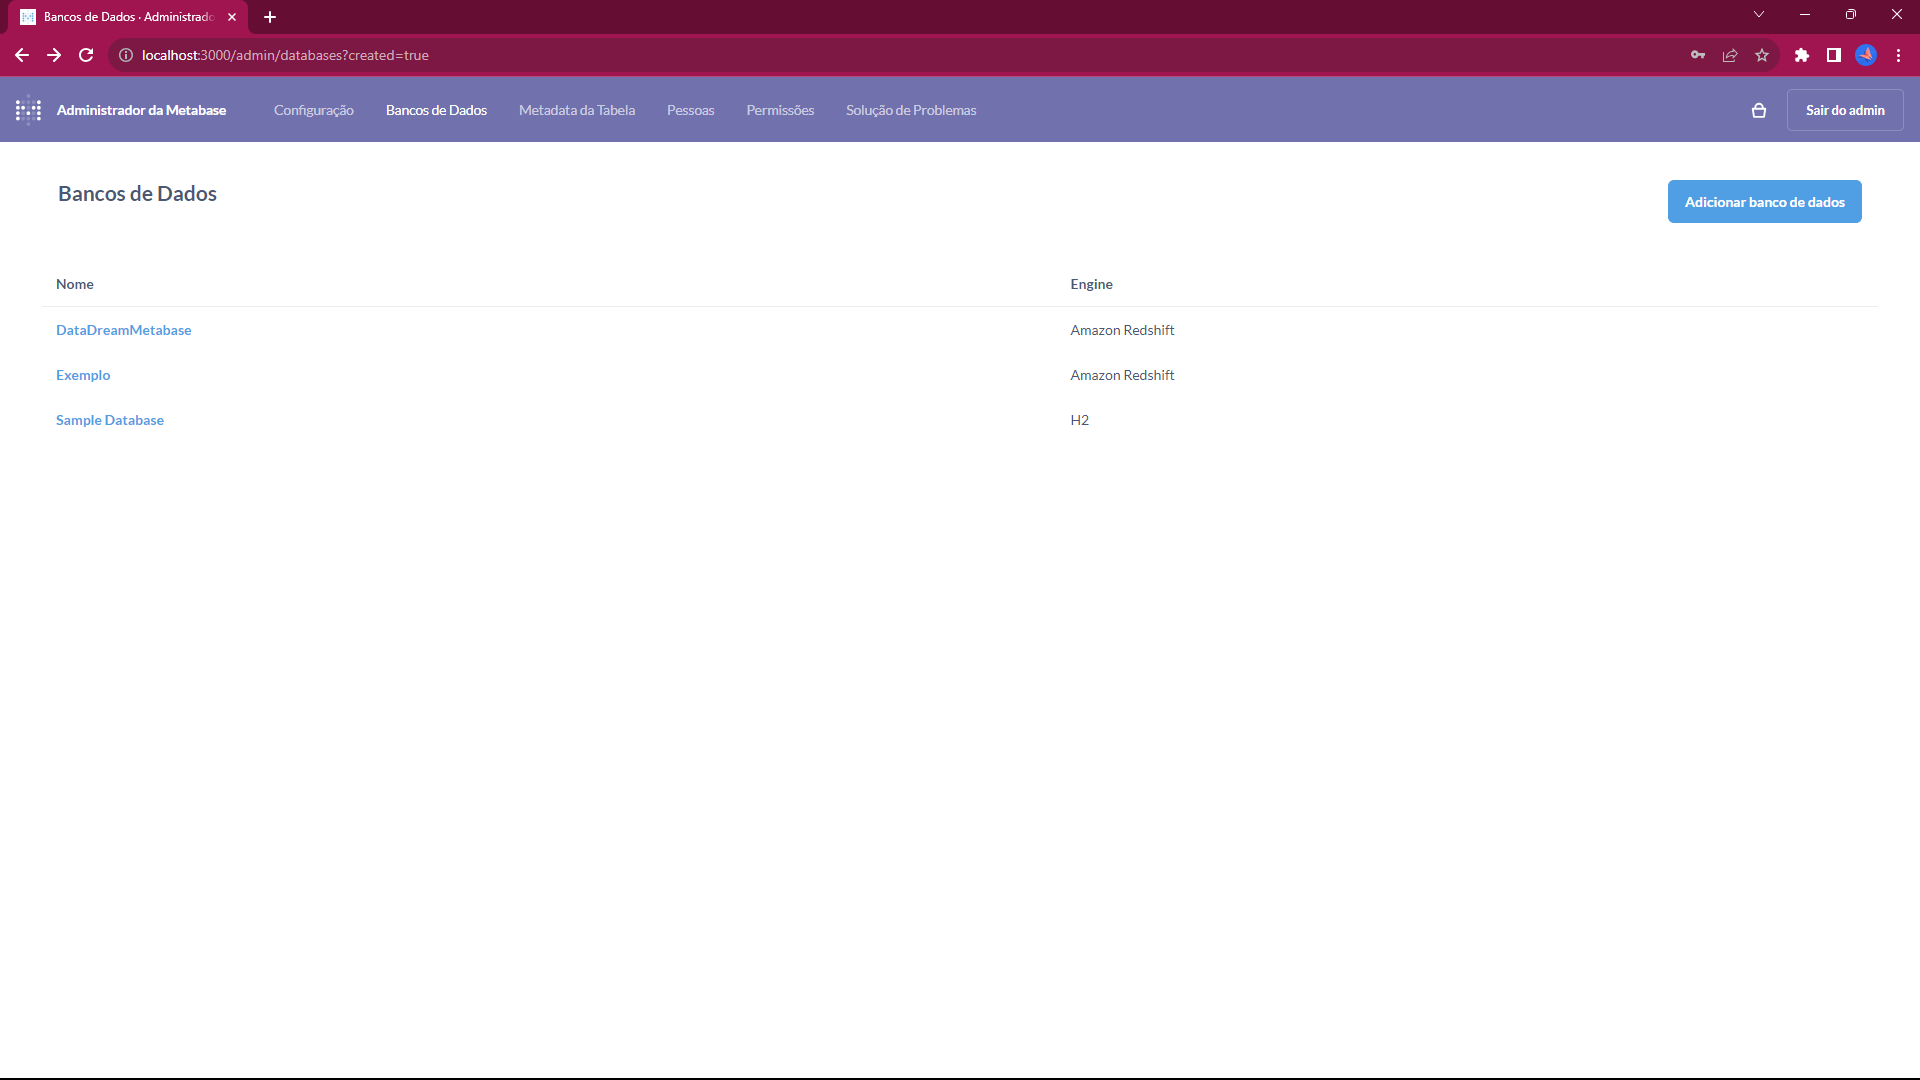 Bancos de Dados · Administrado
localhost:3000/admin/databases?created=true
Administrador da Metabase Configuração Bancos de Dados Metadata da Tabela Pessoas Permissões Solução de Problemas Sair do admin
Bancos de Dados
Adicionar banco de dados
Nome Engine
DataDreamMetabase Amazon Redshift
Exemplo Amazon Redshift
Sample Database H2